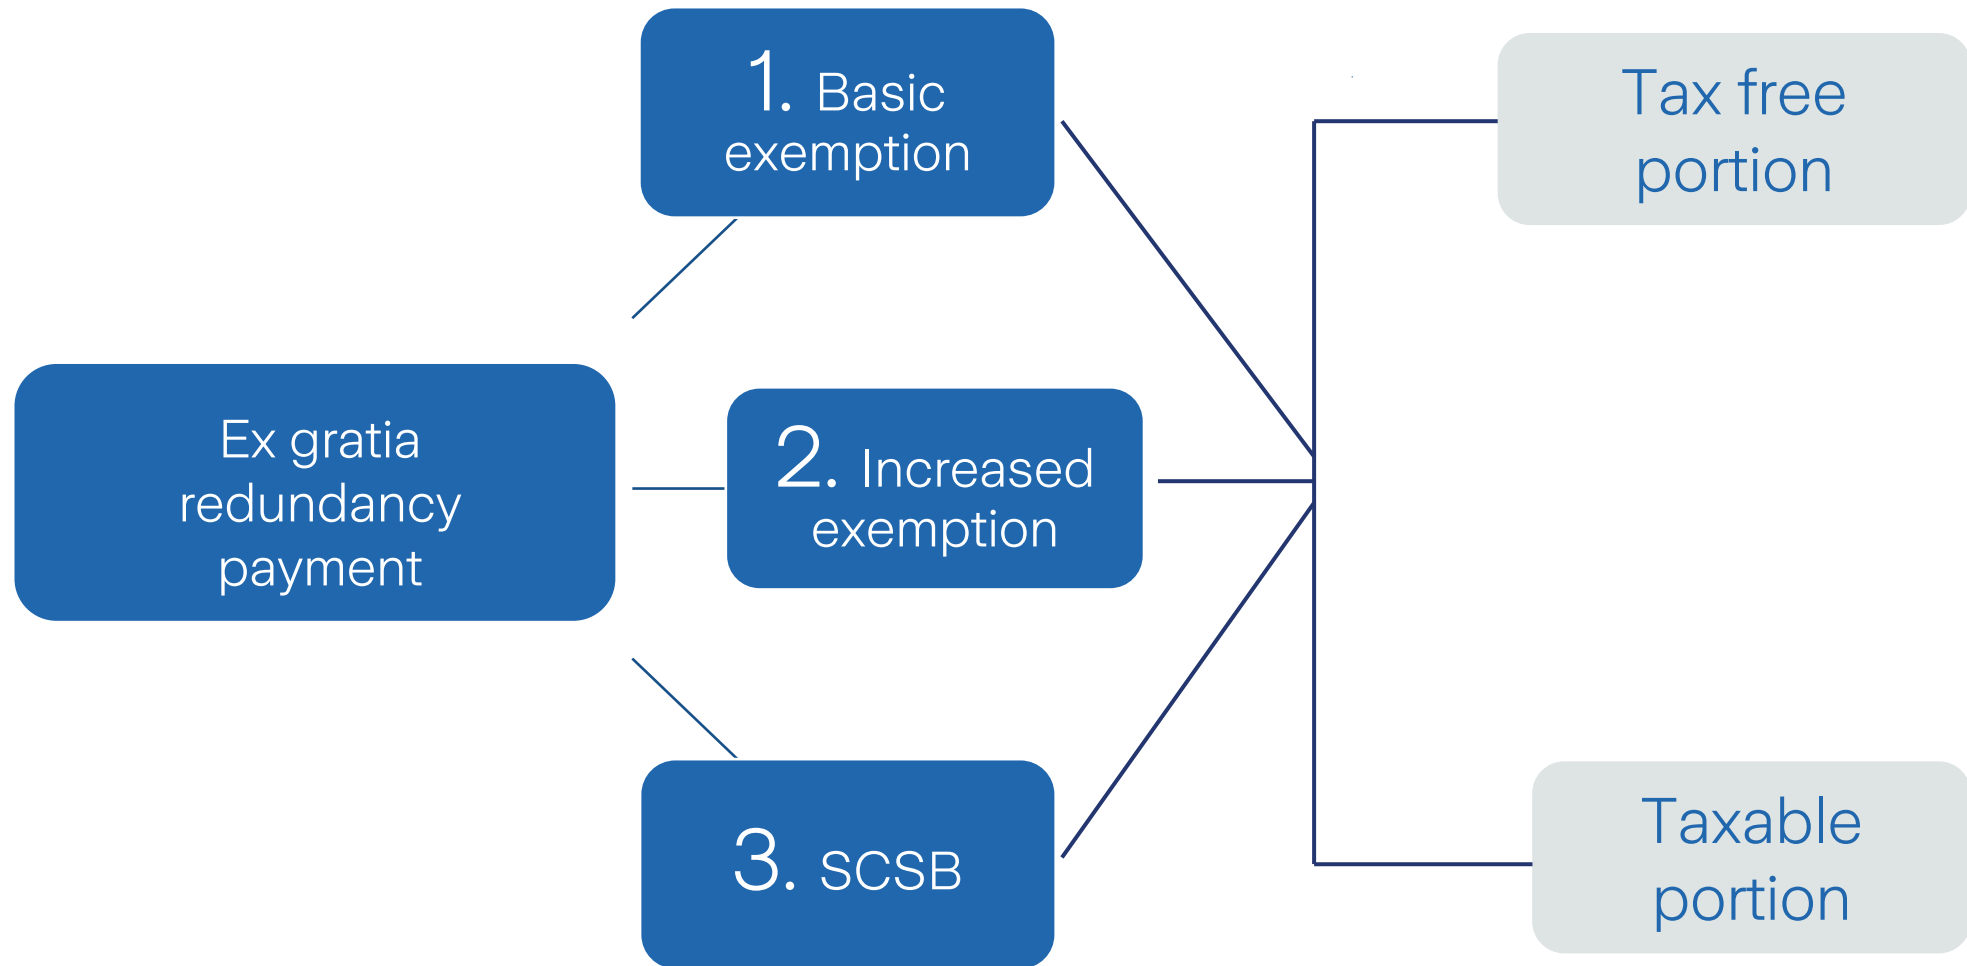 1. Basic
exemption
Tax free
portion
Ex gratia
redundancy
payment
2. Increased
exemption
3. SCSB
Taxable
portion